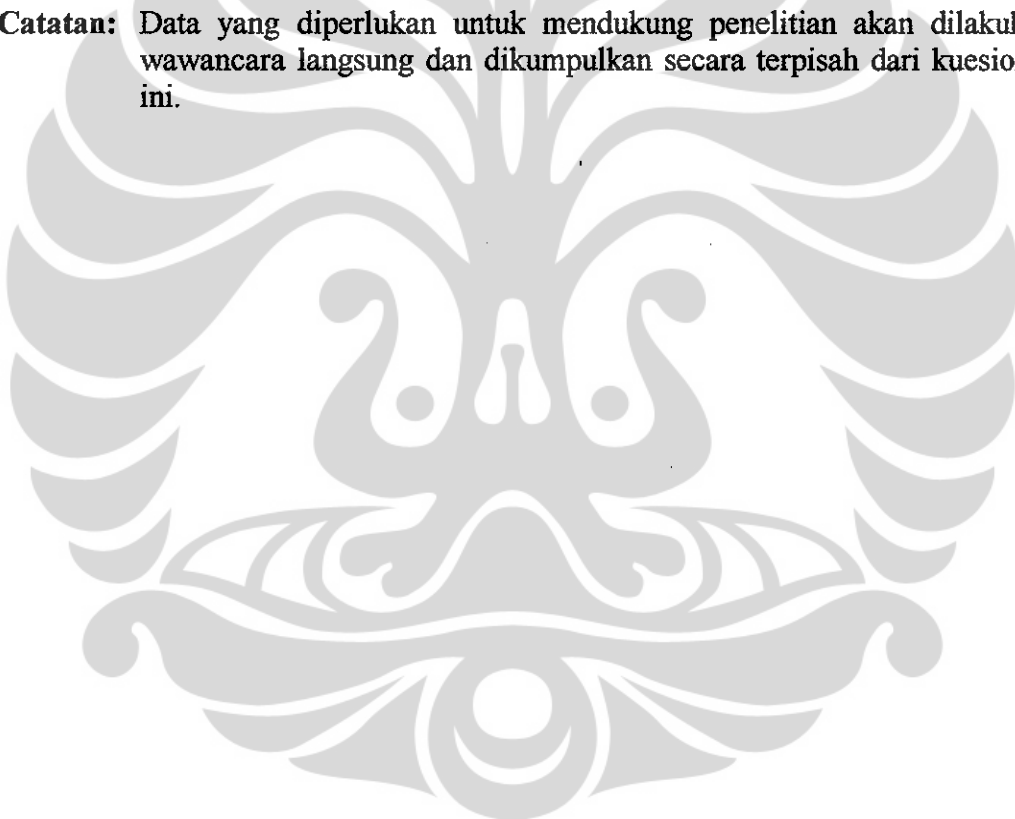 Catatan: Data yang diperlukan untuk mendukung penelitian akan dilakul
wawancara langsung dan dikumpulkan secara terpisah dari kuesio
ini.